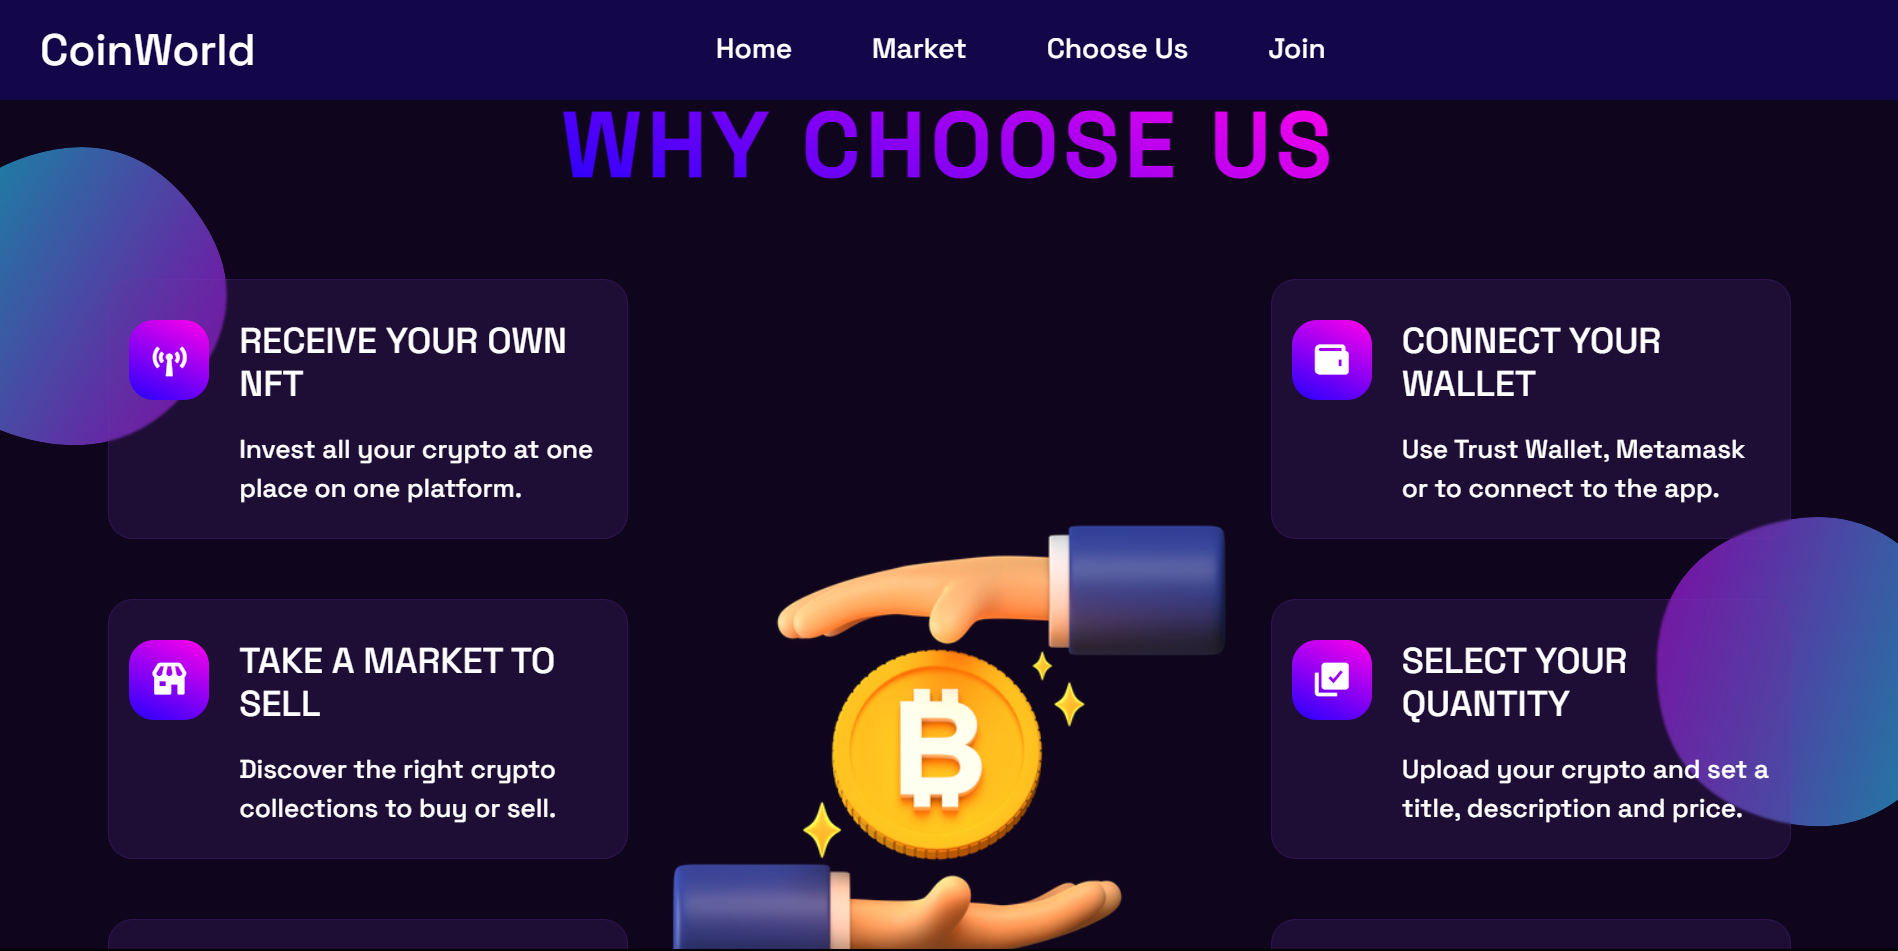 CoinWorld
Home Market Choose Us Join
WHY CHOOSE US
RECEIVE YOUR OWN
NFT
Invest all your crypto at one
place on one platform.
CONNECT YOUR
WALLET
Use Trust Wallet, Metamask
or to connect to the app.
TAKE A MARKET TO
SELL
Discover the right crypto
collections to buy or sell.
SELECT YOUR
QUANTITY
Upload your crypto and set a
title, description and price.